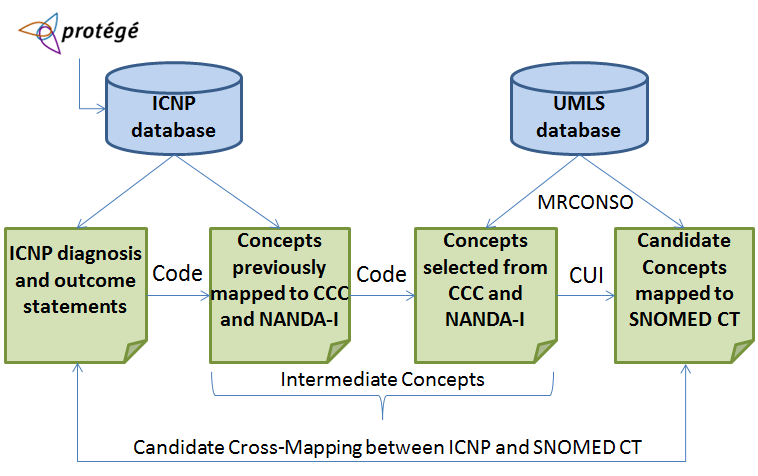 protégé
ICNP
database
UMLS
database
MRCONSO
ICNP diagnosis
and outcome
statements
Code
Concepts
previously
mapped to CCC
and NANDA-I
Code
Concepts
selected from
CCC and
NANDA-I
CUI
Candidate
Concepts
mapped to
SNOMED CT
Intermediate Concepts
Candidate Cross-Mapping between ICNP and SNOMED CT